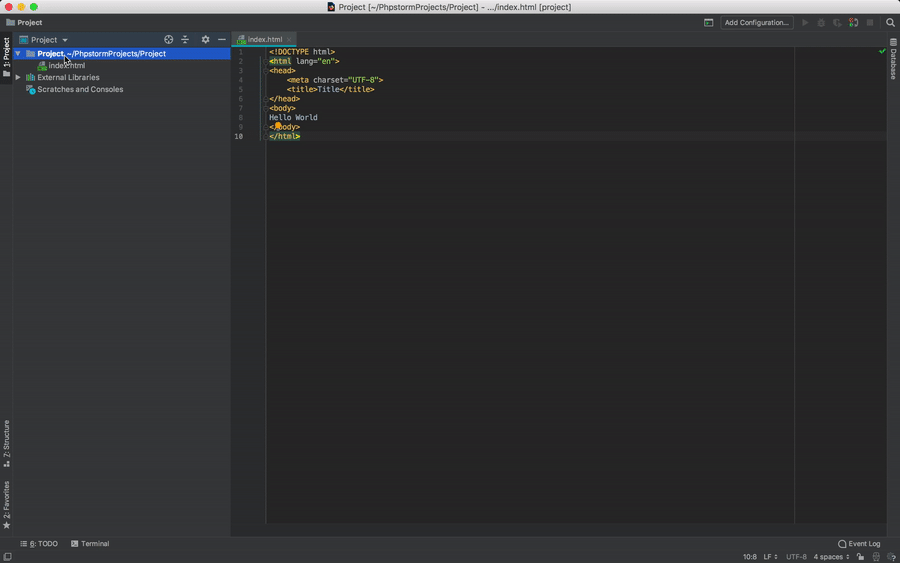 Project [~/PhpstormProjects/Project] - .../index.html [project]
Project
Add Configuration...
1: Project
Project
Project ~/PhpstormProjects/Project
index.html
External Libraries
Scratches and Consoles
index.html
1 <!DOCTYPE html>
2 <html lang="en">
3 <head>
4 <meta charset="UTF-8">
5 <title>Title</title>
6 </head>
7 <body>
8 Hello World
9 </body>
10 </html>
Database
7: Structure
2: Favorites
6: TODO
Terminal
Event Log
10:8 LF UTF-8 4 spaces